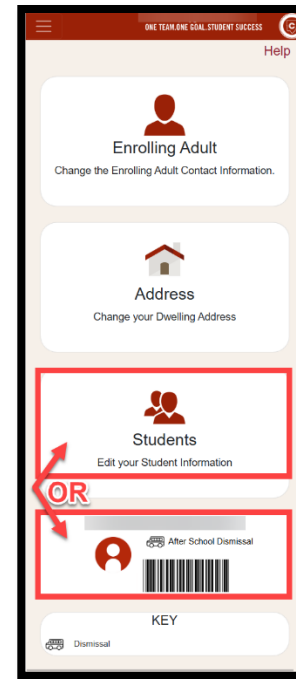 ONE TEAM.ONE GOAL.STUDENT SUCCESS
Help
Enrolling Adult
Change the Enrolling Adult Contact Information.
Address
Change your Dwelling Address
Students
Edit your Student Information
OR
After School Dismissal
KEY
Dismissal